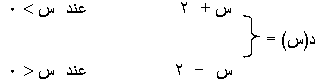 س + ٢ عند س > ٠
د(س) =
س - ٢ عند س < ٠